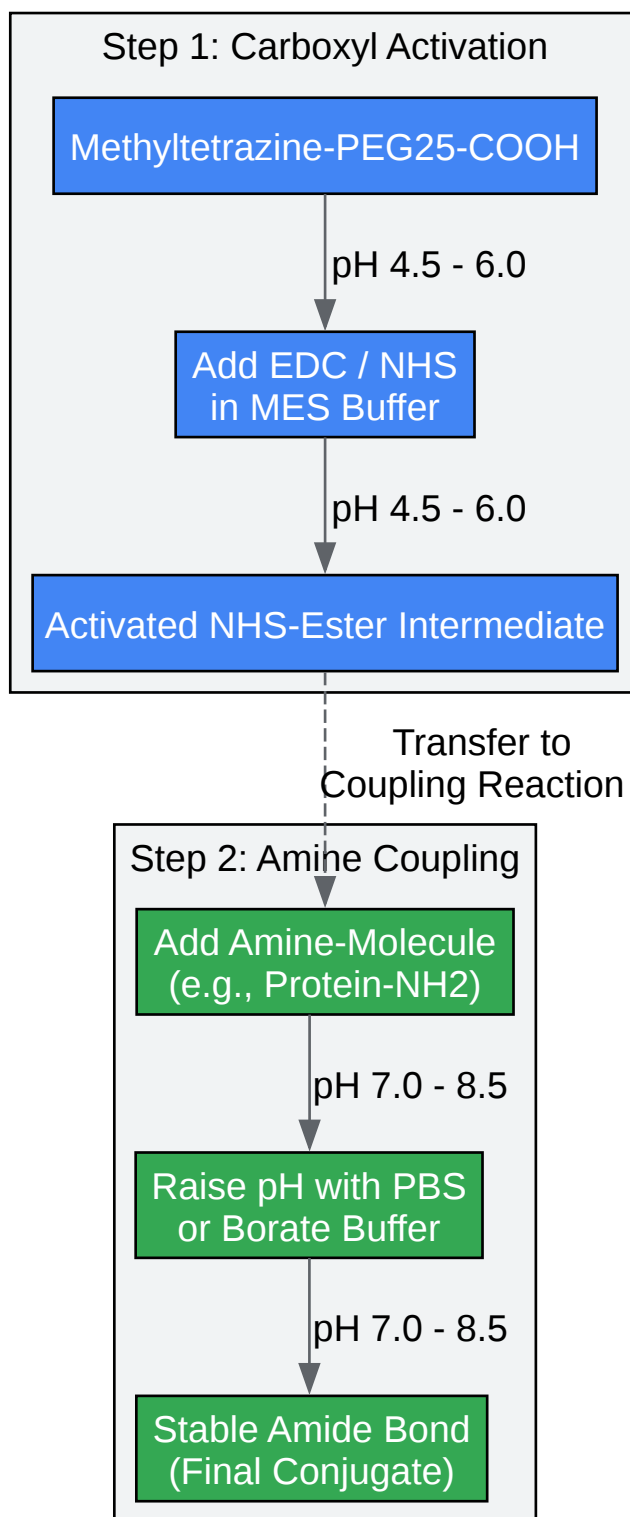 Step 1: Carboxyl Activation
Methyltetrazine-PEG25-COOH
pH 4.5 - 6.0
Add EDC / NHS
in MES Buffer
pH 4.5 - 6.0
Activated NHS-Ester Intermediate
Transfer to
Coupling Reaction
Step 2: Amine Coupling
Add Amine-Molecule
(e.g., Protein-NH2)
pH 7.0 - 8.5
Raise pH with PBS
or Borate Buffer
pH 7.0 - 8.5
Stable Amide Bond
(Final Conjugate)